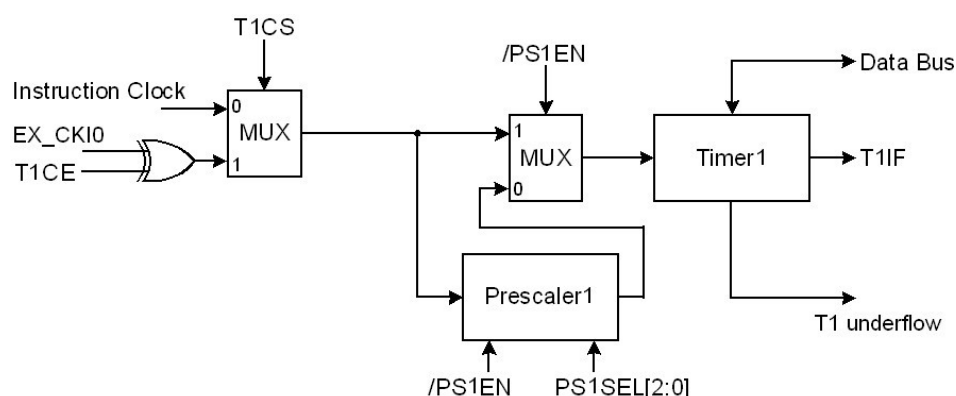 T1CS
/PS1EN
Data Bus
Instruction Clock
0
MUX
EX_CKI0
1
T1CE
1
MUX
0
Timer1
T1IF
Prescaler1
T1 underflow
/PS1EN
PS1SEL[2:0]